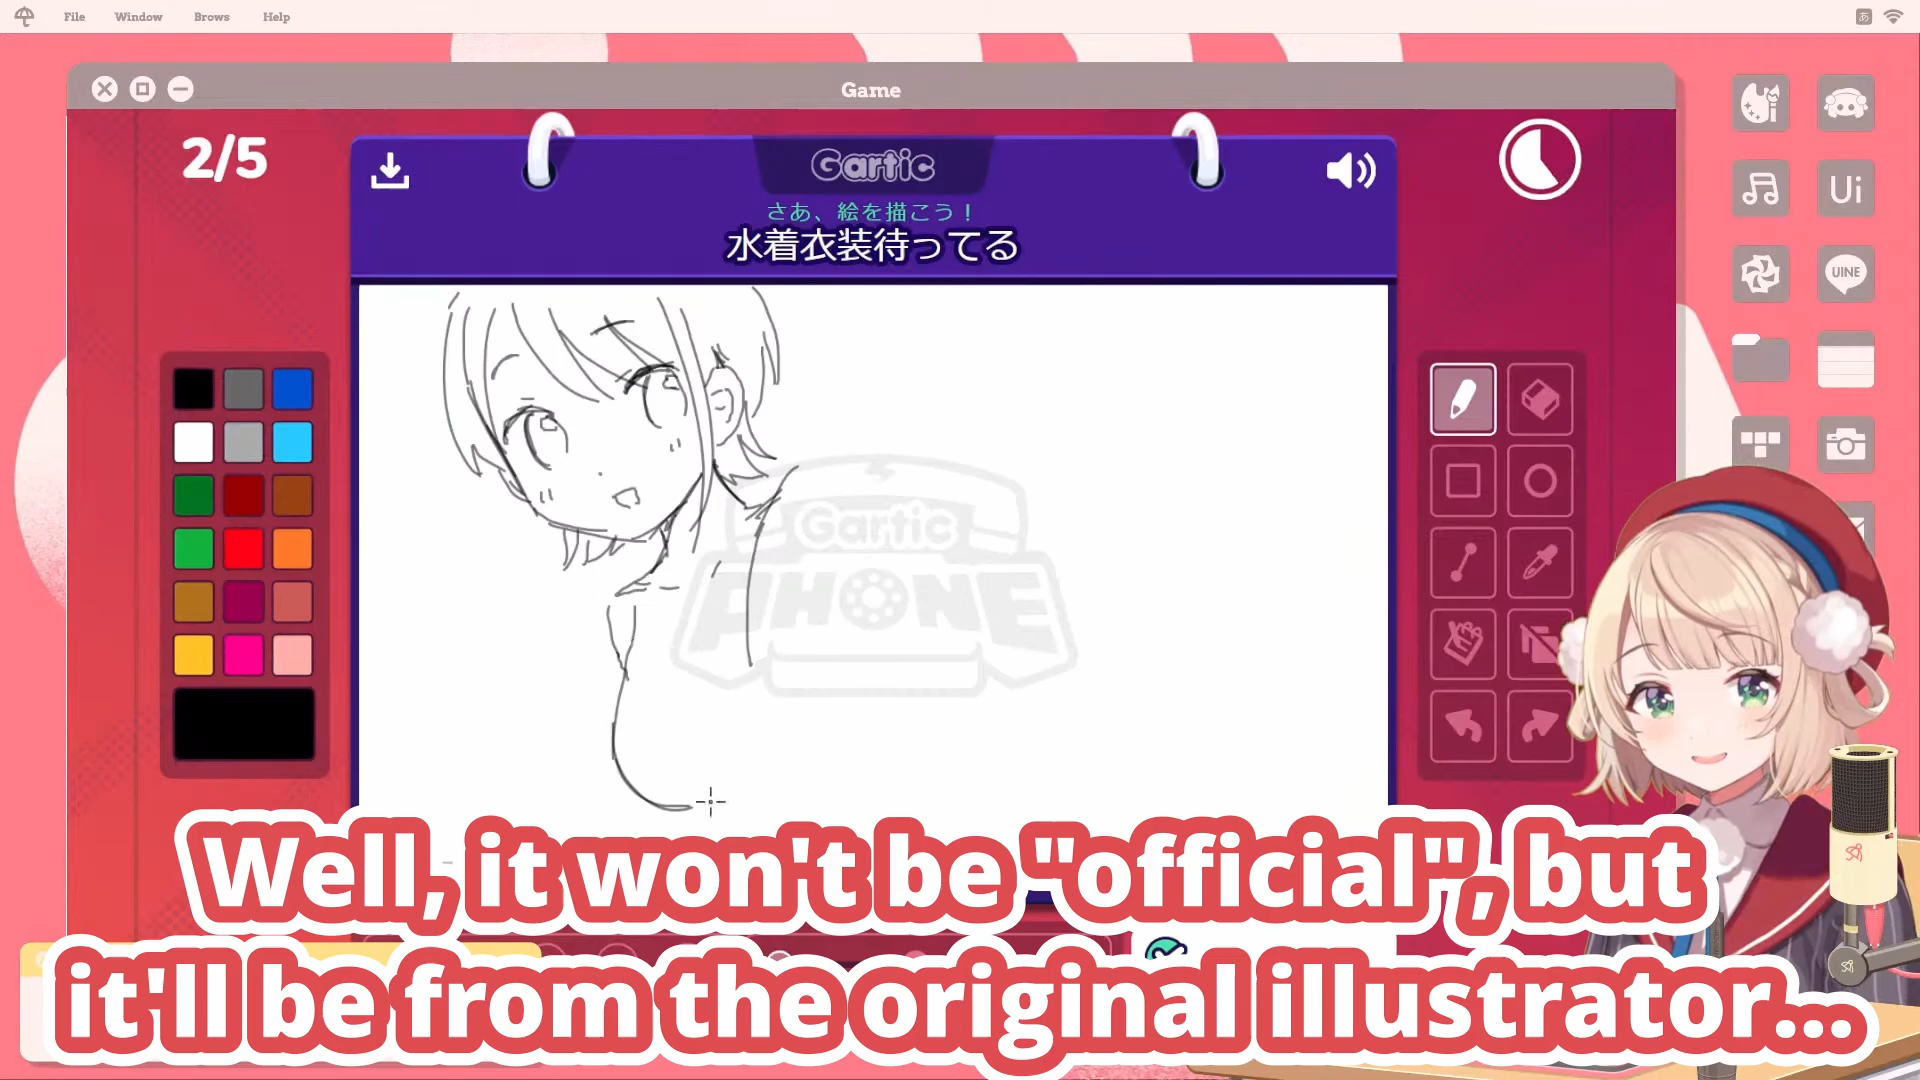 File Window Brows Help あ
Game
2/5
Gartic
さあ、絵を描こう！
水着衣装待ってる
Ui
UINE
Gartic
PHONE
Well, it won't be "official", but
it'll be from the original illustrator...